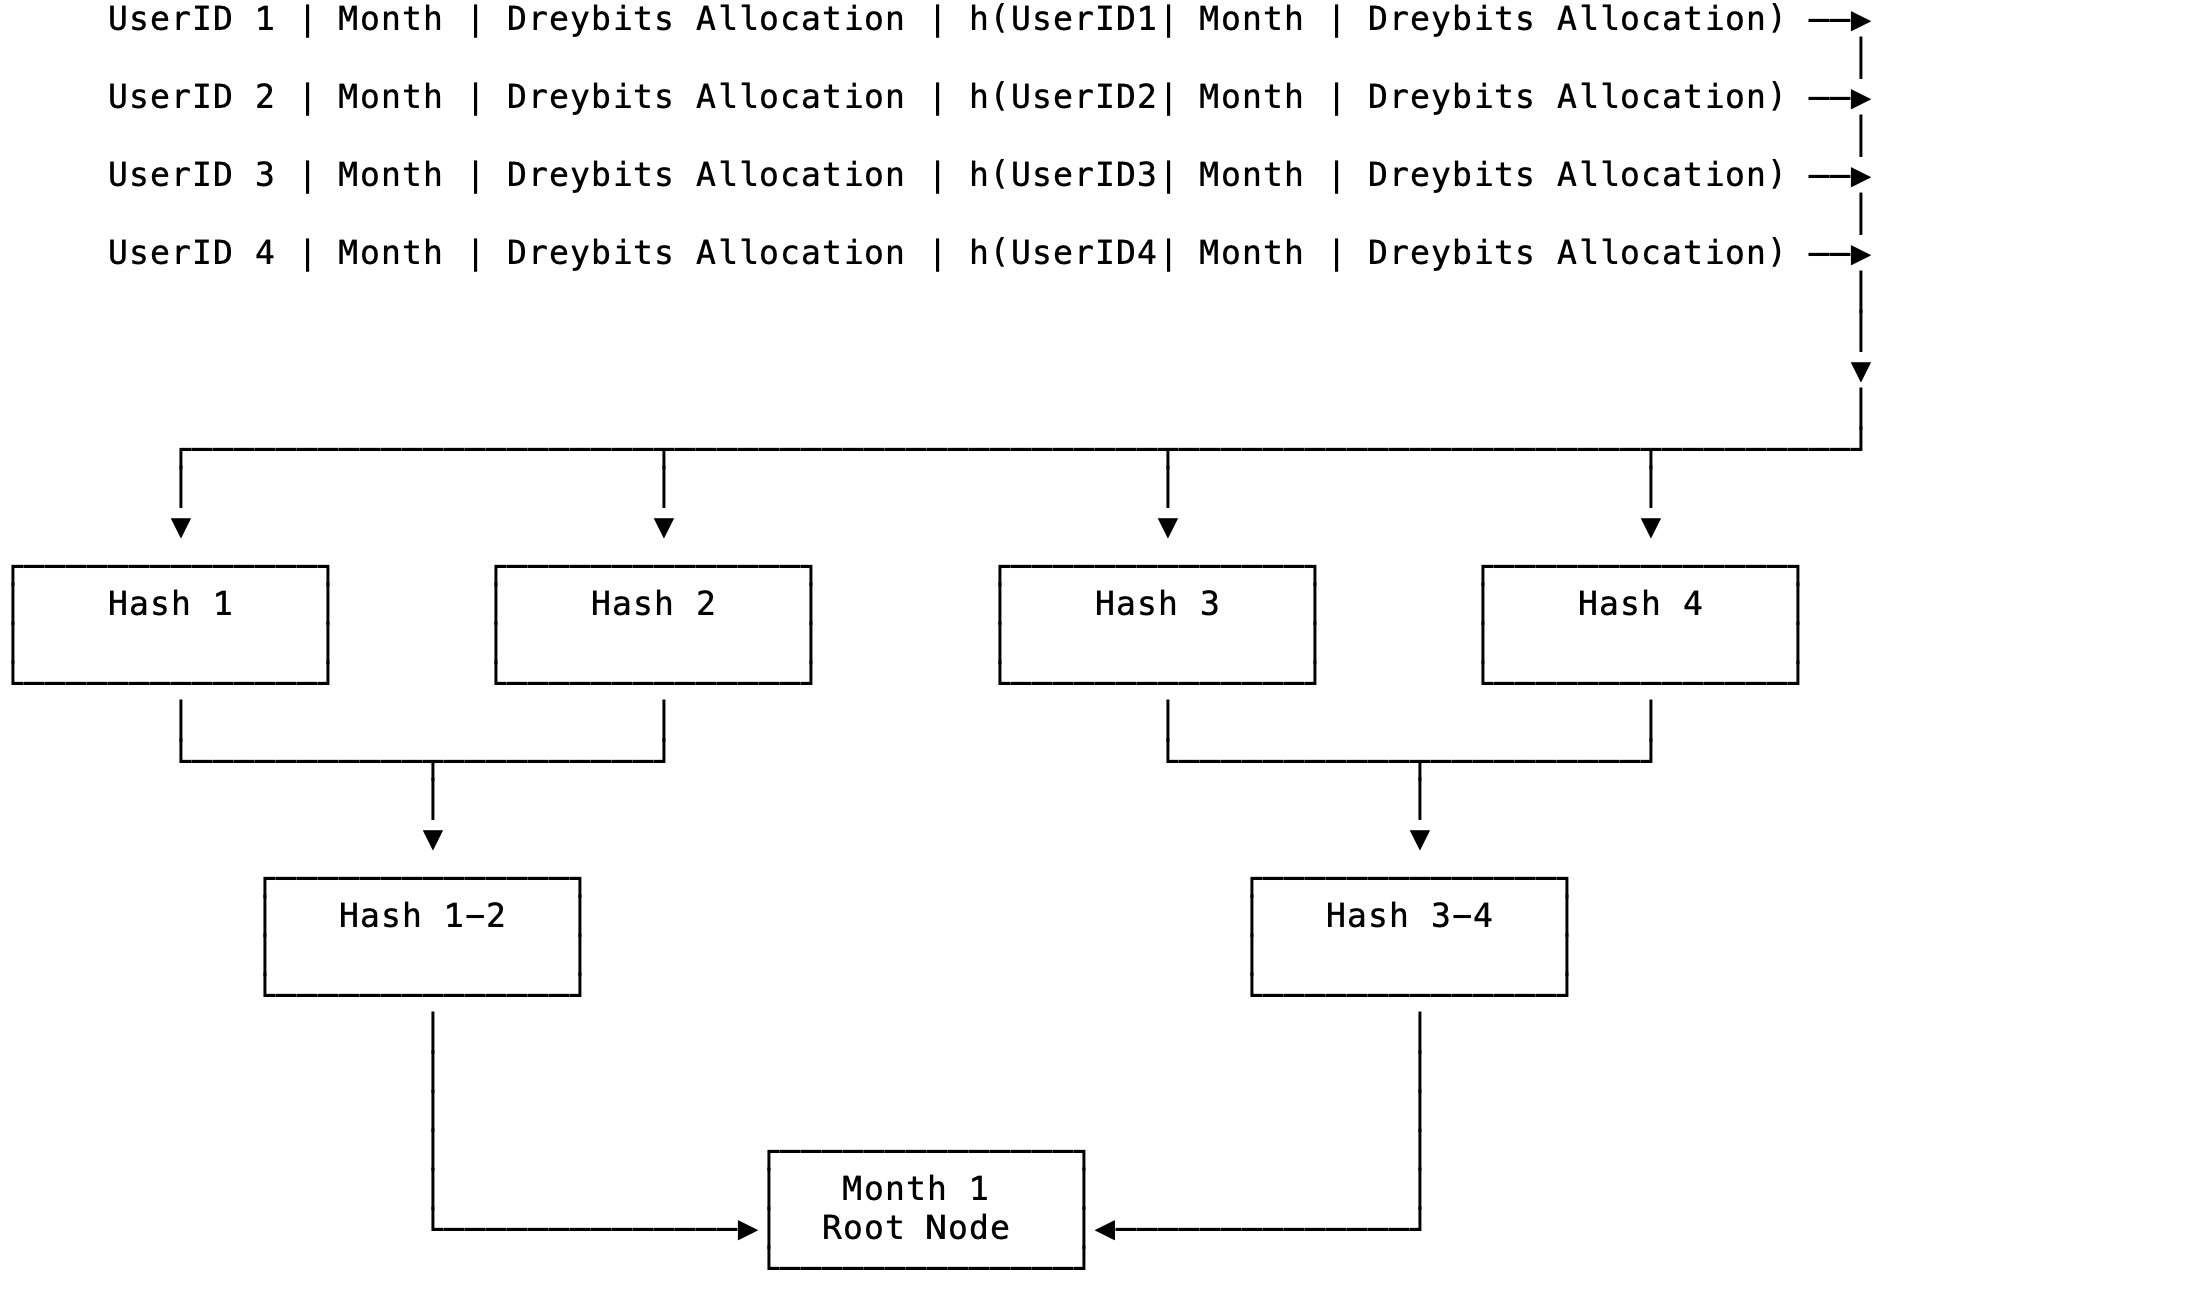 UserID 1 | Month | Dreybits Allocation | h(UserID1| Month | Dreybits Allocation)
UserID 2 | Month | Dreybits Allocation | h(UserID2| Month | Dreybits Allocation)
UserID 3 | Month | Dreybits Allocation | h(UserID3| Month | Dreybits Allocation)
UserID 4 | Month | Dreybits Allocation | h(UserID4| Month | Dreybits Allocation)
Hash 1
Hash 2
Hash 3
Hash 4
Hash 1-2
Hash 3-4
Month 1
Root Node